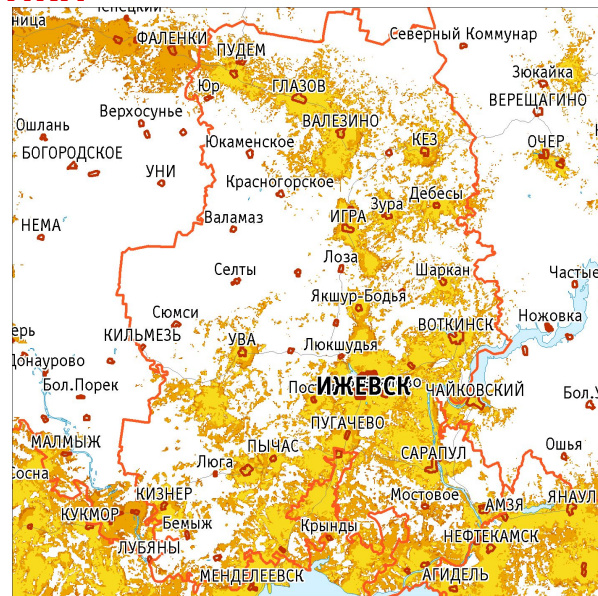 Северный Коммунар
ФАЛЕНКИ
ПУДЕМ
Зюкайка
Юр
ГЛАЗОВ
ВЕРЕЩАГИНО
Верхосунье
ВАЛЕЗИНО
Ошлань
Юкаменское
КЕЗ
ОЧЕР
БОГОРОДСКОЕ
УНИ
Красногорское
Дебесы
Зура
Валамаз
ИГРА
НЕМА
Лоза
Селты
Шаркан
Частые
Якшур-Бодья
Сюмси
Ножовка
ВОТКИНСК
КИЛЬМЕЗЬ
УВА
Люкшудья
Бол.Порек
ИЖЕВСК
ЧАЙКОВСКИЙ
ПУГАЧЕВО
МАЛМЫЖ
ПЫЧАС
Ошья
САРАПУЛ
Люга
КИЗНЕР
Мостовое
ЯНАУЛ
АМЗЯ
КУКМОР
Бемыж
Крынды
НЕФТЕКАМСК
ЛУБЯНЫ
МЕНДЕЛЕЕВСК
АГИДЕЛЬ